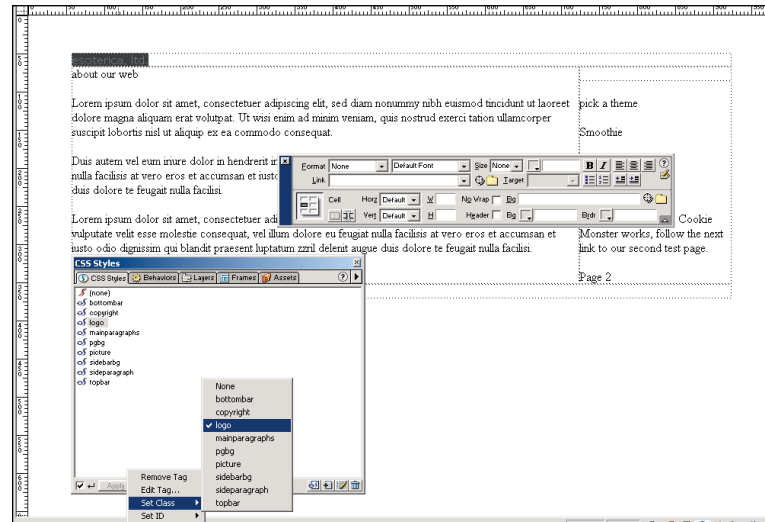 esoterica, ltd.
about our web
Lorem ipsum dolor sit amet, consectetuer adipiscing elit, sed diam nonummy nibh euismod tincidunt ut laoreet
dolore magna aliquam erat volutpat. Ut wisi enim ad minim veniam, quis nostrud exerci tation ullamcorper
suscipit lobortis nisl ut aliquip ex ea commodo consequat.
pick a theme
Smoothie
Duis autem vel eum iriure dolor in hendrerit in
nulla facilisis at vero eros et accumsan et iusto
duis dolore te feugait nulla facilisi.
Lorem ipsum dolor sit amet, consectetuer adi
vulputate velit esse molestie consequat, vel illum dolore eu feugiat nulla facilisis at vero eros et accumsan et
iusto odio dignissim qui blandit praesent luptatum zzril delenit augue duis dolore te feugait nulla facilisi.
Cookie
Monster works, follow the next
link to our second test page.
Page 2
Format None Default Font Size None B I
Link Target
Cell Horz Default W No Wrap Bg
Vert Default H Header Bg Brdr
CSS Styles
CSS Styles Behaviors Layers Frames Assets
(none)
bottombar
copyright
logo
mainparagraphs
pgbg
picture
sidebarbg
sideparagraph
topbar
Apply
Remove Tag
Edit Tag...
Set Class
Set ID
None
bottombar
copyright
logo
mainparagraphs
pgbg
picture
sidebarbg
sideparagraph
topbar